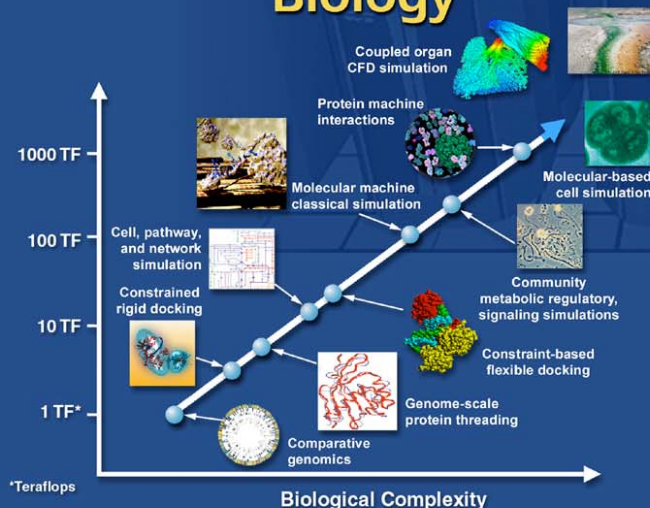 Biology
Coupled organ
CFD simulation
Protein machine
interactions
1000 TF
Molecular-based
cell simulation
Molecular machine
classical simulation
100 TF
Cell, pathway,
and network
simulation
Community
metabolic regulatory,
signaling simulations
Constrained
rigid docking
10 TF
Constraint-based
flexible docking
Genome-scale
protein threading
1 TF*
Comparative
genomics
*Teraflops
Biological Complexity